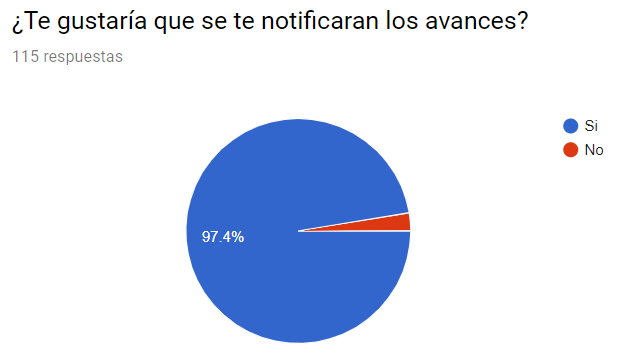 ¿Te gustaría que se te notificaran los avances?
115 respuestas
Si
No
97.4%